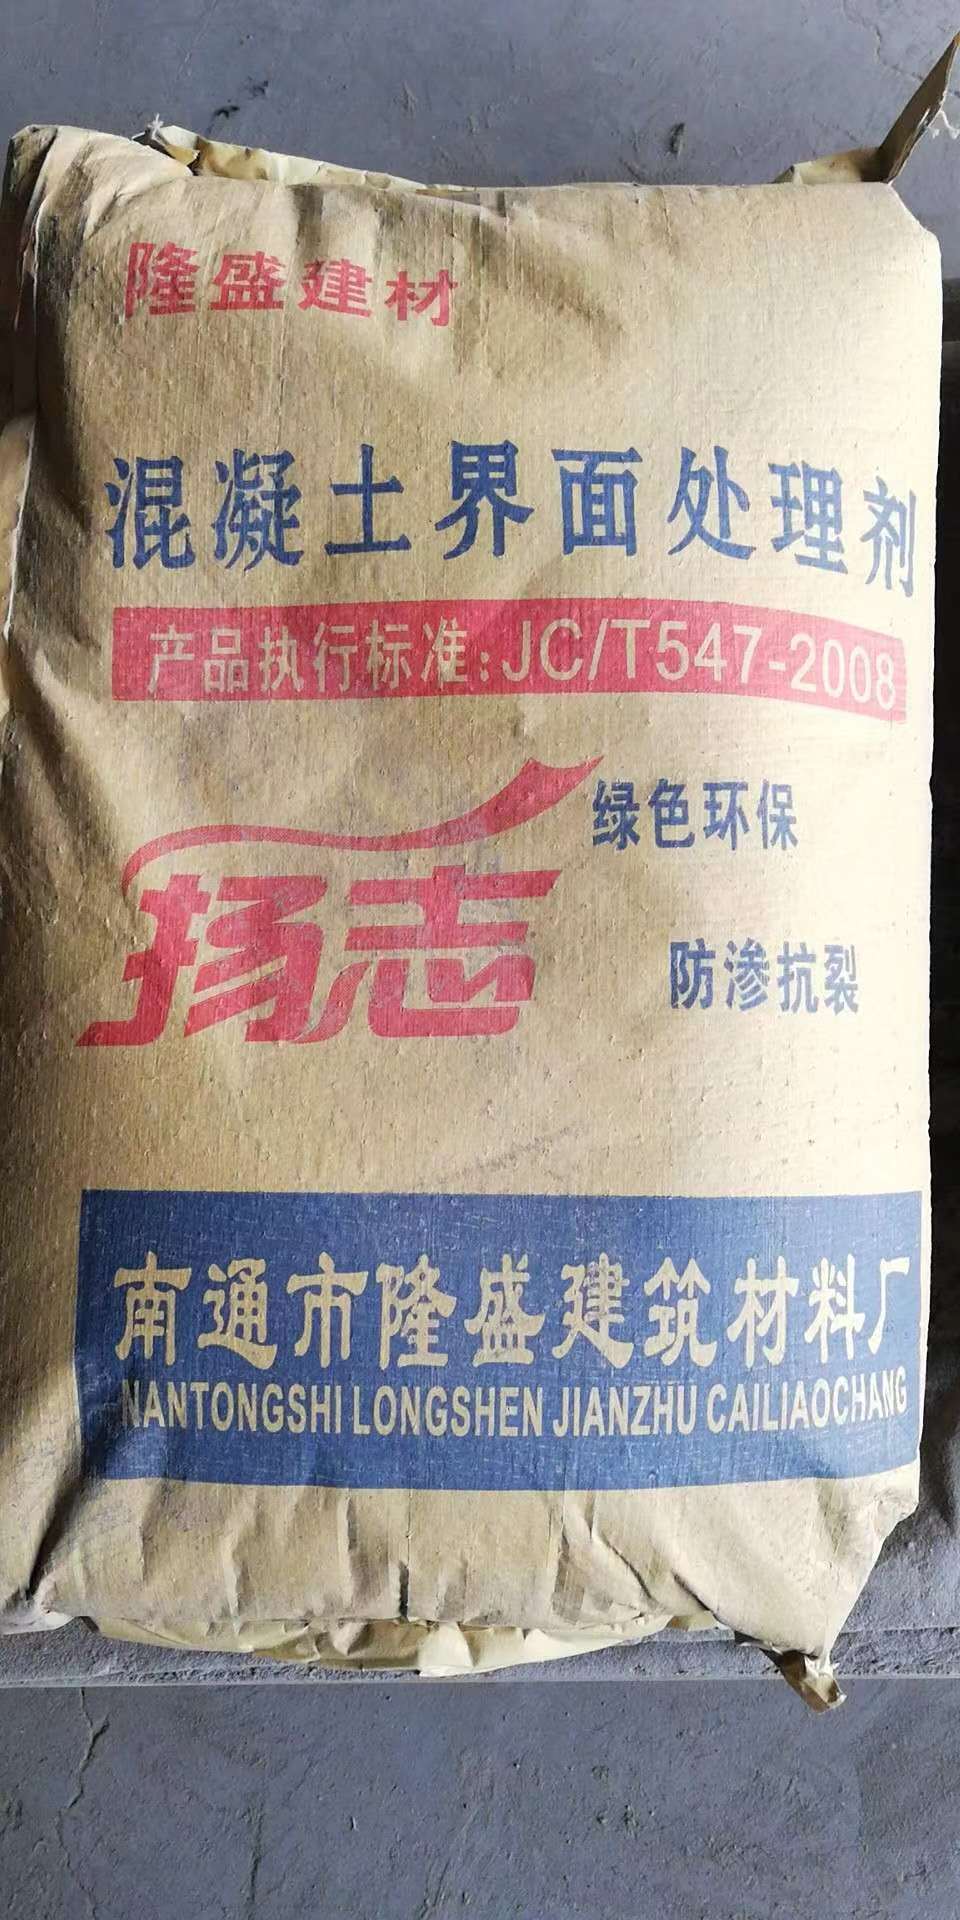 隆盛建材
混凝土界面处理剂
产品执行标准:JC/T547-2008
绿色环保
扬志
防渗抗裂
南通市隆盛建筑材料厂
NANTONGSHI LONGSHEN JIANZHU CAILIAOCHANG